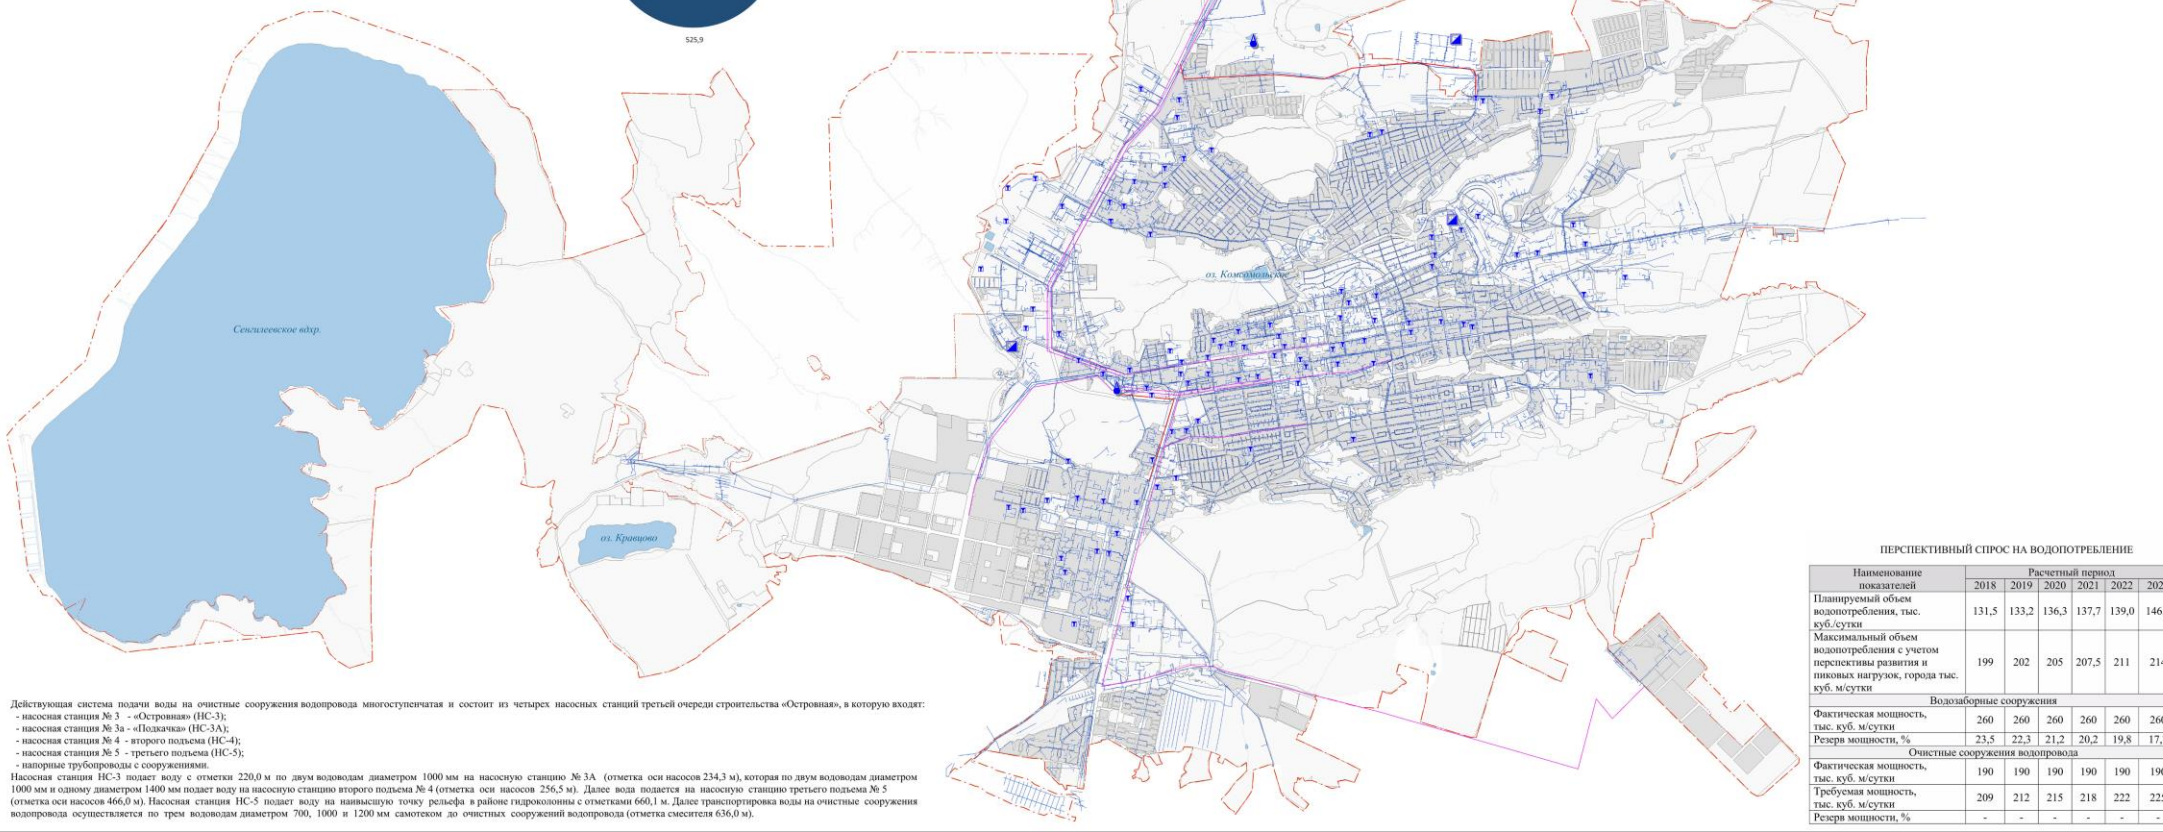 525,9
Сенгилеевское вдхр.
оз. Комсомольское
оз. Кравцово
Действующая система подачи воды на очистные сооружения водопровода многоступенчатая и состоит из четырех насосных станций третьей очереди строительства «Островная», в которую входят:
- насосная станция № 3 - «Островная» (НС-3);
- насосная станция № 3а - «Подкачка» (НС-3А);
- насосная станция № 4 - второго подъема (НС-4);
- насосная станция № 5 - третьего подъема (НС-5);
- напорные трубопроводы с сооружениями.
Насосная станция НС-3 подает воду с отметки 220,0 м по двум водоводам диаметром 1000 мм на насосную станцию № 3А (отметка оси насосов 234,3 м), которая по двум водоводам диаметром
1000 мм и одному диаметром 1400 мм подает воду на насосную станцию второго подъема № 4 (отметка оси насосов 256,5 м). Далее вода подается на насосную станцию третьего подъема № 5
(отметка оси насосов 466,0 м). Насосная станция НС-5 подает воду на наивысшую точку рельефа в районе гидроколонны с отметками 660,1 м. Далее транспортировка воды на очистные сооружения
водопровода осуществляется по трем водоводам диаметром 700, 1000 и 1200 мм самотеком до очистных сооружений водопровода (отметка смесителя 636,0 м).
ПЕРСПЕКТИВНЫЙ СПРОС НА ВОДОПОТРЕБЛЕНИЕ
Наименование показателей Расчетный период
2018 2019 2020 2021 2022 202
Планируемый объем
водопотребления, тыс. 131,5 133,2 136,3 137,7 139,0 146
куб./сутки
Максимальный объем
водопотребления с учетом
перспективы развития и 199 202 205 207,5 211 214
пиковых нагрузок, города тыс.
куб. м/сутки
Водозаборные сооружения
Фактическая мощность,
тыс. куб. м/сутки 260 260 260 260 260 260
Резерв мощности, % 23,5 22,3 21,2 20,2 19,8 17,
Очистные сооружения водопровода
Фактическая мощность,
тыс. куб. м/сутки 190 190 190 190 190 190
Требуемая мощность,
тыс. куб. м/сутки 209 212 215 218 222 225
Резерв мощности, % - - - - - -